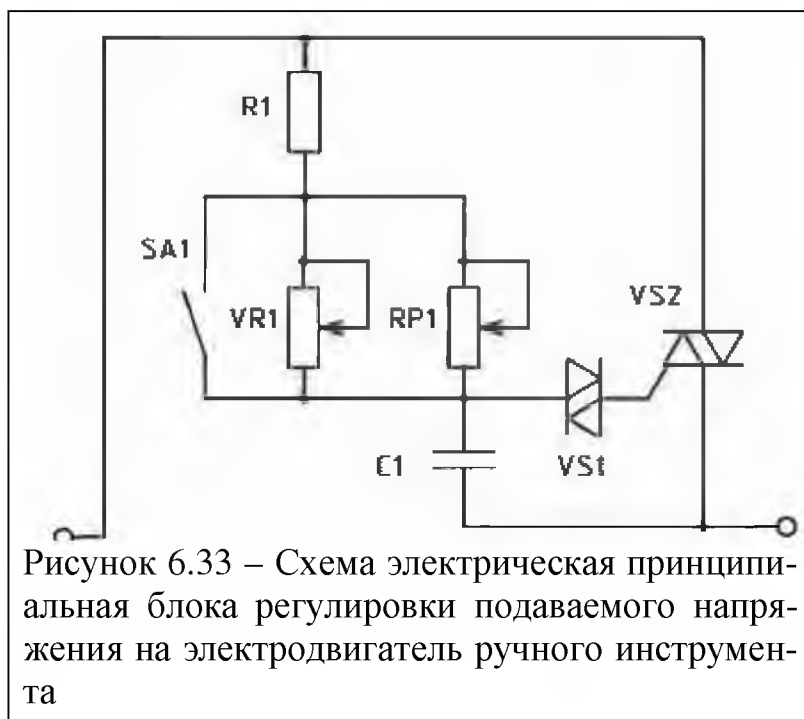 R1
SA1
VR1
RP1
VS2
C1
VS1
Рисунок 6.33 – Схема электрическая принципи-
альная блока регулировки подаваемого напря-
жения на электродвигатель ручного инструмен-
та